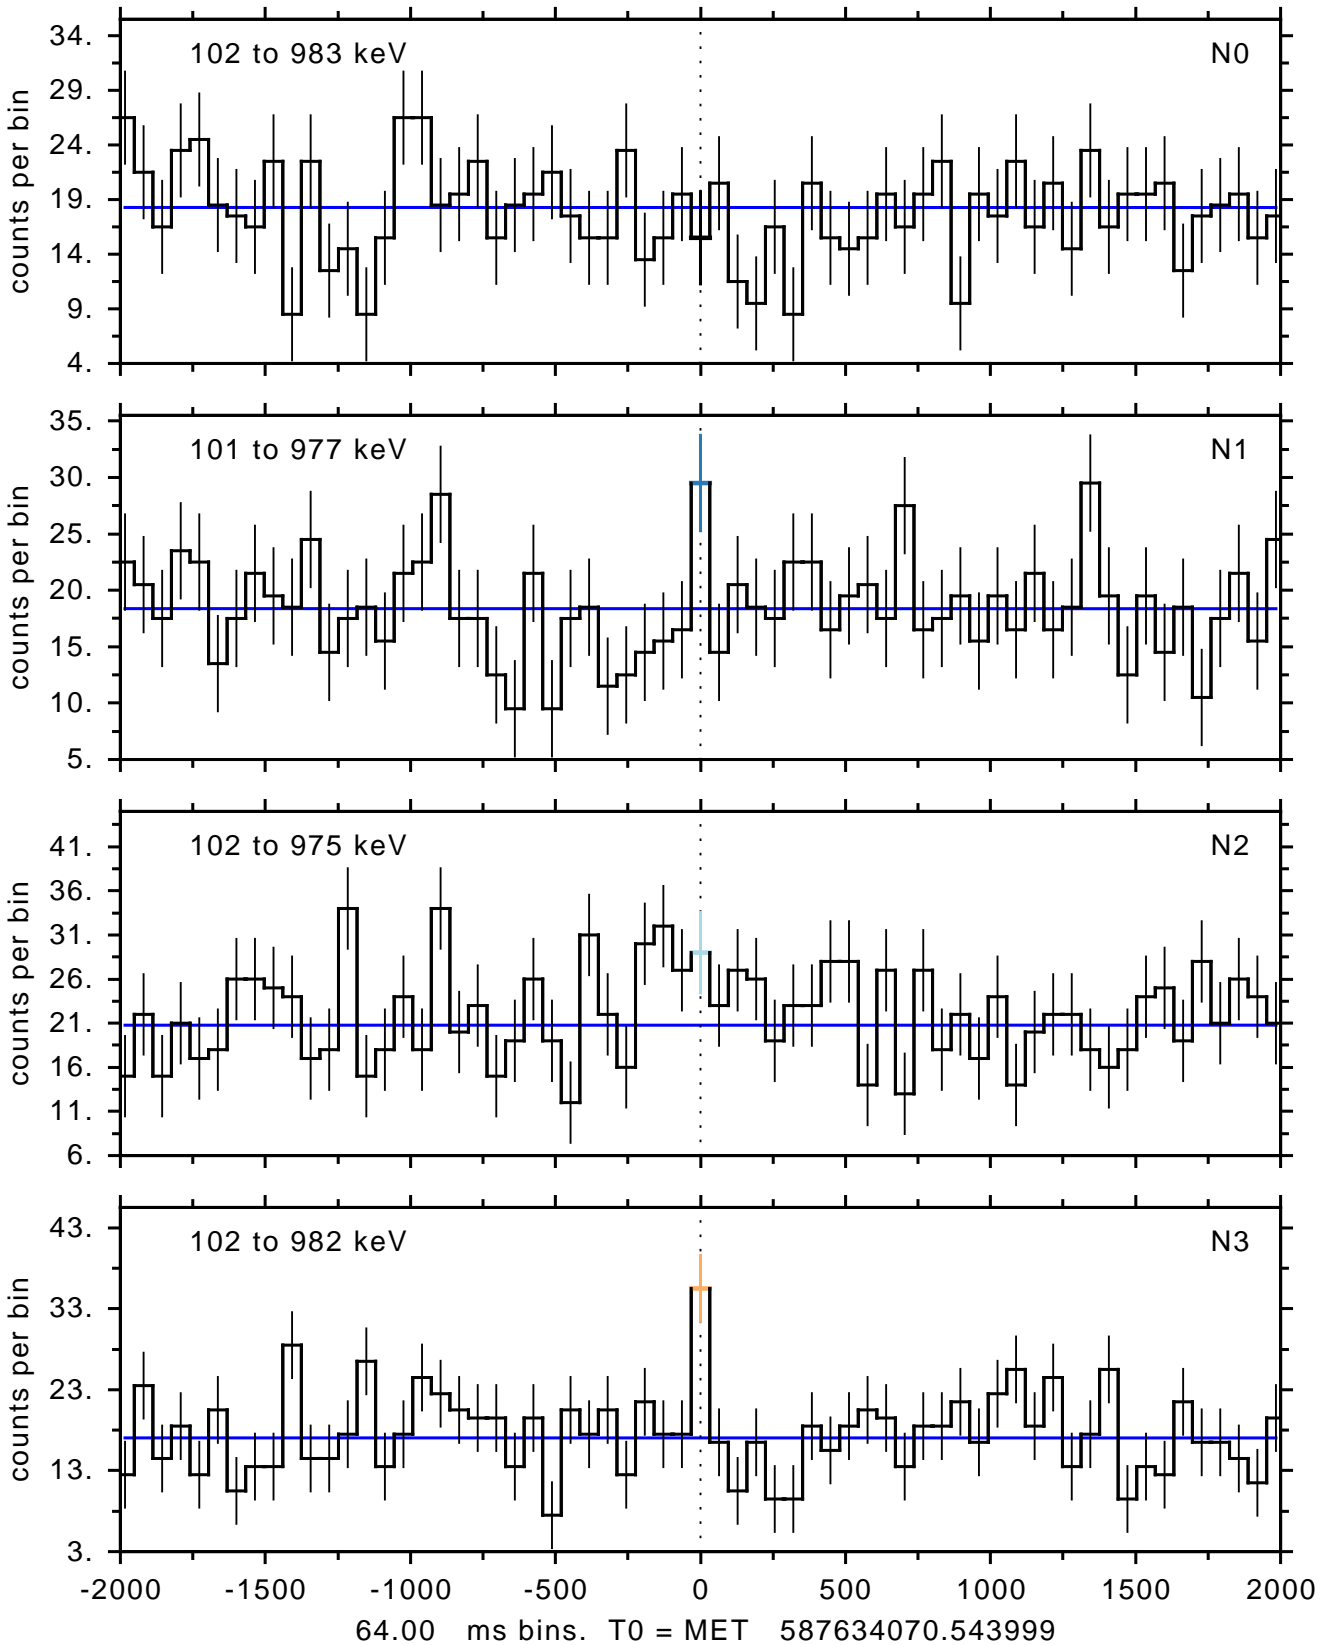 34.
29.
24.
19.
14.
9.
4.
counts per bin
102 to 983 keV N0
35.
30.
25.
20.
15.
10.
5.
counts per bin
101 to 977 keV N1
41.
36.
31.
26.
21.
16.
11.
6.
counts per bin
102 to 975 keV N2
43.
33.
23.
13.
3.
counts per bin
102 to 982 keV N3
-2000 -1500 -1000 -500 0 500 1000 1500 2000
64.00 ms bins. T0 = MET 587634070.543999